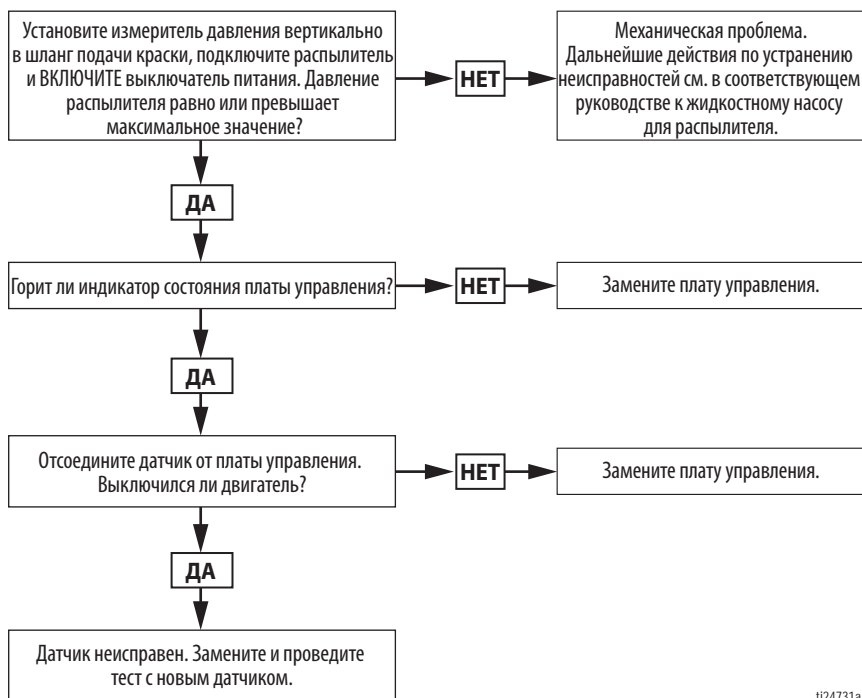 Установите измеритель давления вертикально
в шланг подачи краски, подключите распылитель
и ВКЛЮЧИТЕ выключатель питания. Давление
распылителя равно или превышает
максимальное значение?
НЕТ
Механическая проблема.
Дальнейшие действия по устранению
неисправностей см. в соответствующем
руководстве к жидкостному насосу
для распылителя.
ДА
Горит ли индикатор состояния платы управления?
НЕТ
Замените плату управления.
ДА
Отсоедините датчик от платы управления.
Выключился ли двигатель?
НЕТ
Замените плату управления.
ДА
Датчик неисправен. Замените и проведите
тест с новым датчиком.
ti24731a